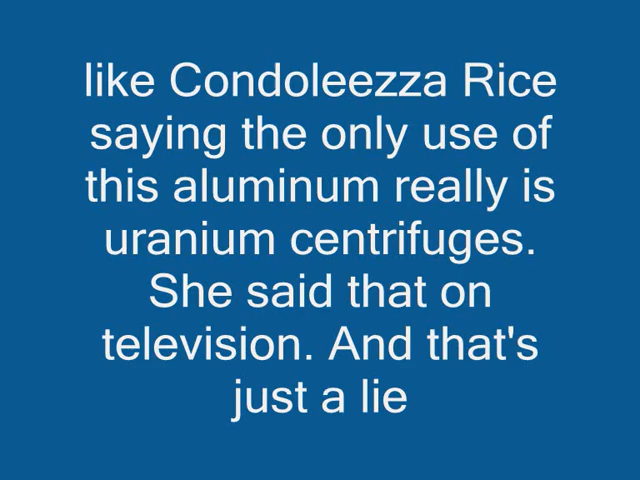 like Condoleezza Rice
saying the only use of
this aluminum really is
uranium centrifuges.
She said that on
television. And that's
just a lie